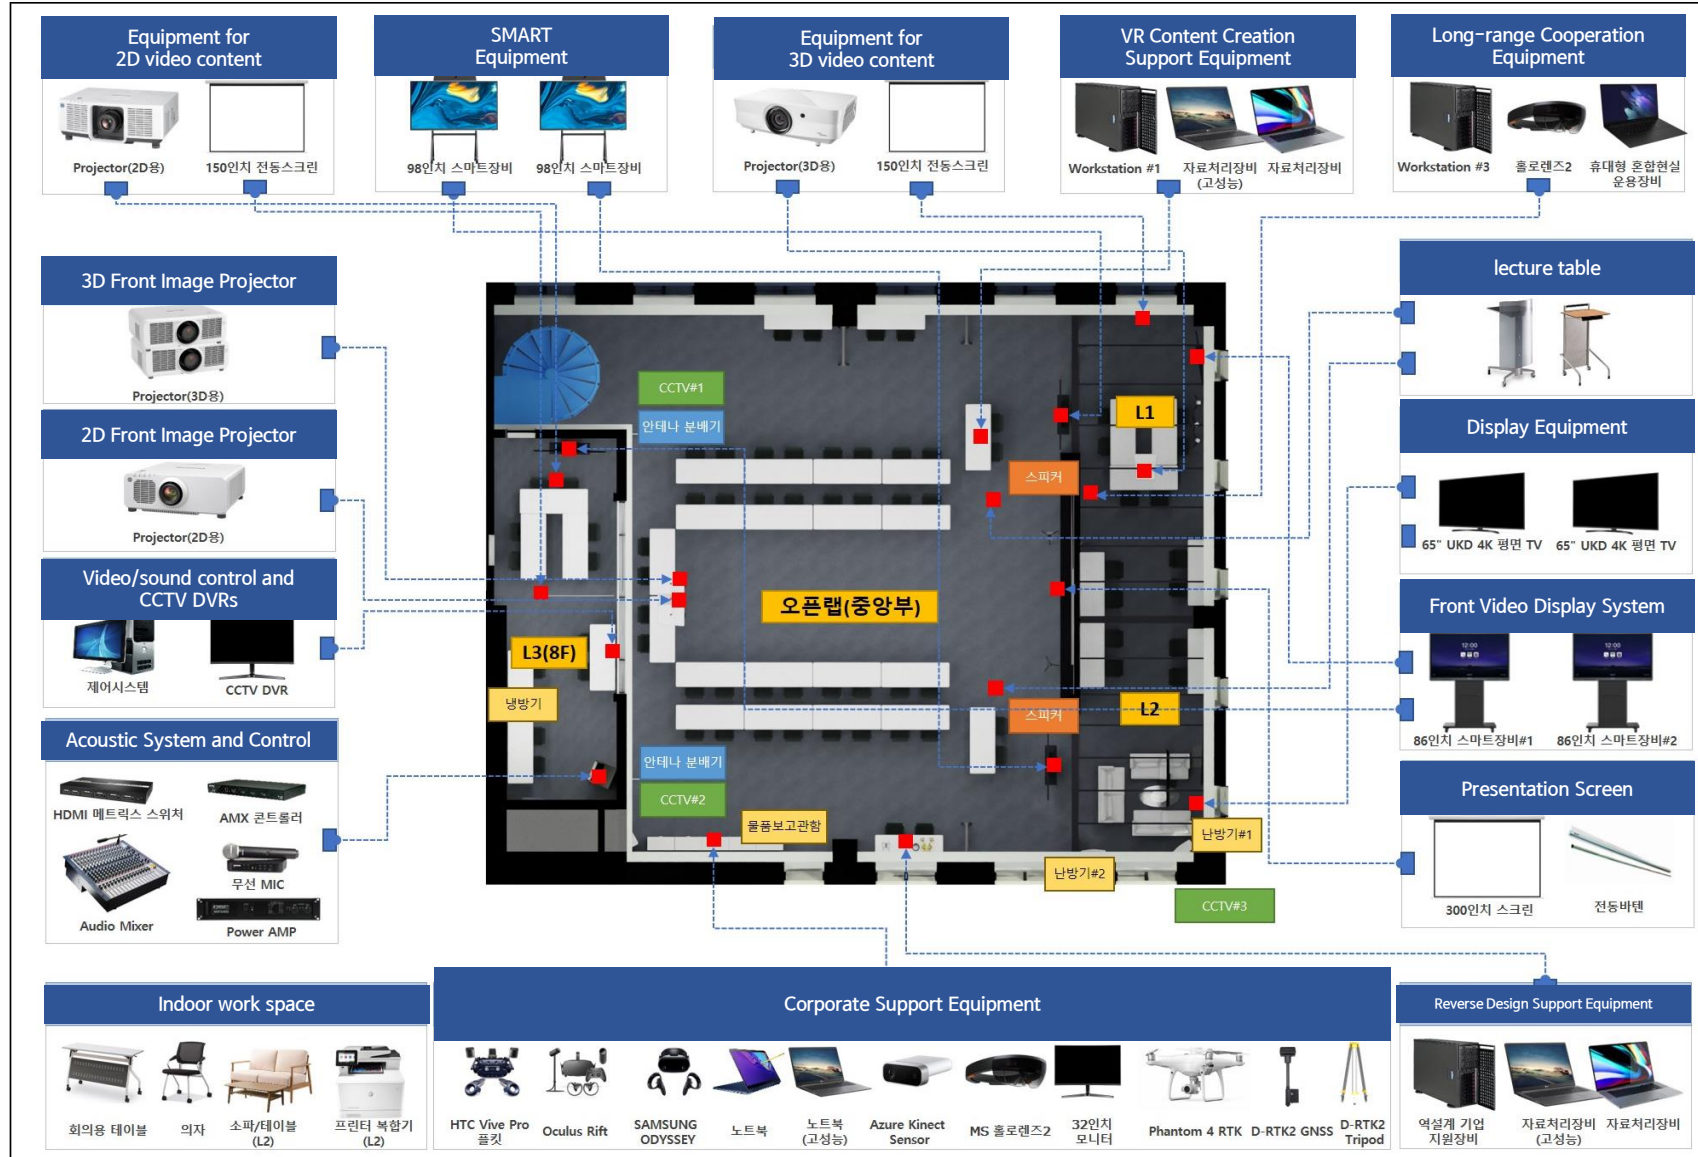 Equipment for
2D video content
Projector(2D용)
150인치 전동스크린
SMART
Equipment
98인치 스마트장비
98인치 스마트장비
Equipment for
3D video content
Projector(3D용)
150인치 전동스크린
VR Content Creation
Support Equipment
Workstation #1
자료처리장비
(고성능)
자료처리장비
Long-range Cooperation
Equipment
Workstation #3
홀로렌즈2
휴대형 혼합현실
운용장비
3D Front Image Projector
Projector(3D용)
2D Front Image Projector
Projector(2D용)
Video/sound control and
CCTV DVRs
제어시스템
CCTV DVR
Acoustic System and Control
HDMI 메트릭스 스위처
AMX 콘트롤러
무선 MIC
Audio Mixer
Power AMP
CCTV#1
안테나 분배기
L1
스피커
오픈랩(중앙부)
L3(8F)
냉방기
스피커
L2
안테나 분배기
CCTV#2
물품보고관함
난방기#1
난방기#2
CCTV#3
lecture table
Display Equipment
65" UKD 4K 평면 TV
65" UKD 4K 평면 TV
Front Video Display System
12:00
12:00
86인치 스마트장비#1
86인치 스마트장비#2
Presentation Screen
300인치 스크린
전동바텐
Indoor work space
회의용 테이블
의자
소파/테이블
(L2)
프린터 복합기
(L2)
Corporate Support Equipment
HTC Vive Pro
풀킷
Oculus Rift
SAMSUNG
ODYSSEY
노트북
노트북
(고성능)
Azure Kinect
Sensor
MS 홀로렌즈2
32인치
모니터
Phantom 4 RTK
D-RTK2 GNSS
D-RTK2
Tripod
Reverse Design Support Equipment
역설계 기업
지원장비
자료처리장비
(고성능)
자료처리장비